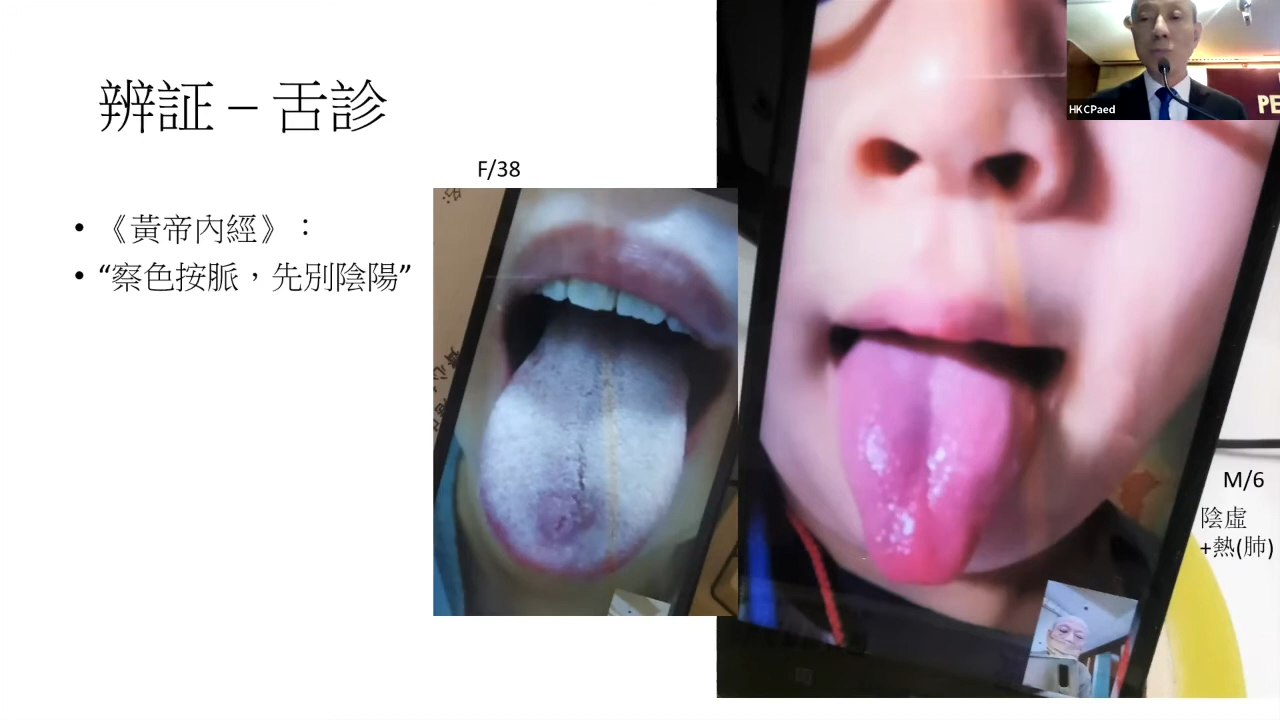 辨証 – 舌診
• 《黃帝內經》：
• “察色按脈，先別陰陽”
F/38
M/6
陰虛
+熱(肺)
HKCPaed
PE